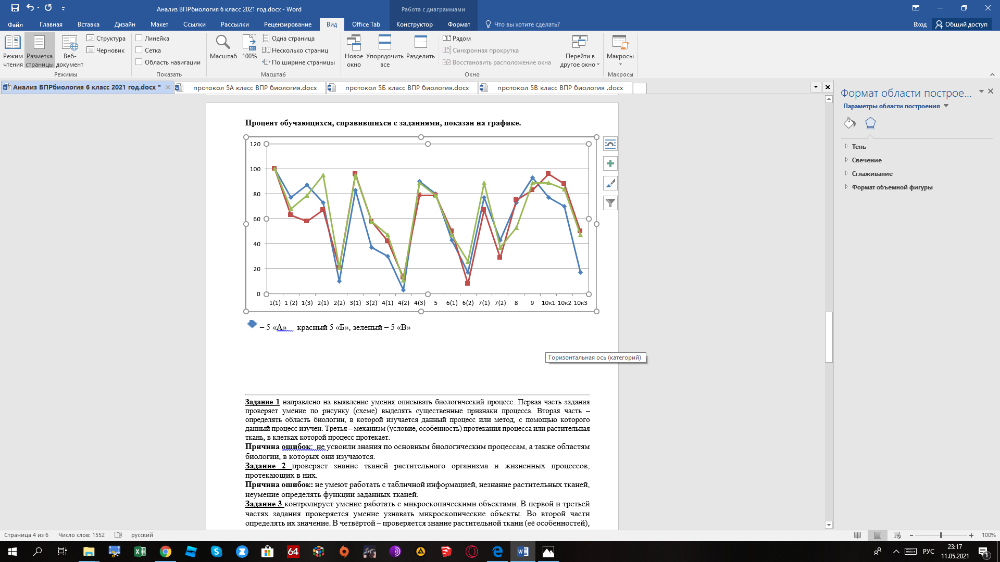 Анализ ВПРбиология 6 класс 2021 год.docx - Word
Работа с диаграммами
Файл Главная Вставка Дизайн Макет Ссылки Рассылки Рецензирование Вид Office Tab Конструктор Формат Что вы хотите сделать? Вход Общий доступ
Режим чтения
Разметка страницы
Веб-документ
Структура
Черновик
Режимы
Линейка
Сетка
Область навигации
Показать
Масштаб
100%
Одна страница
Несколько страниц
По ширине страницы
Масштаб
Новое окно
Упорядочить все
Разделить
Рядом
Синхронная прокрутка
Восстановить расположение окна
Окно
Перейти в другое окно
Макросы
Макросы
Анализ ВПРбиология 6 класс 2021 год.docx *
протокол 5А класс ВПР биология.docx
протокол 5Б класс ВПР биология.docx
протокол 5В класс ВПР биология .docx
Формат области построе...
Параметры области построения
Тень
Свечение
Сглаживание
Формат объемной фигуры
Процент обучающихся, справившихся с заданиями, показан на графике.
120
100
80
60
40
20
0
1(1) 1 (2) 1(3) 2(1) 2(2) 3(1) 3(2) 4(1) 4(2) 4(3) 5 6(1) 6(2) 7(1) 7(2) 8 9 10к1 10к2 10к3
– 5 «А» красный 5 «Б», зеленый – 5 «В»
Горизонтальная ось (категорий)
Задание 1 направлено на выявление умения описывать биологический процесс. Первая часть задания
проверяет умение по рисунку (схеме) выделять существенные признаки процесса. Вторая часть –
определять область биологии, в которой изучается данный процесс или метод, с помощью которого
данный процесс изучен. Третья – механизм (условие, особенность) протекания процесса или растительная
ткань, в клетках которой процесс протекает.
Причина ошибок: не усвоили знания по основным биологическим процессам, а также областям
биологии, в которых они изучаются.
Задание 2 проверяет знание тканей растительного организма и жизненных процессов,
протекающих в них.
Причина ошибок: не умеют работать с табличной информацией, незнание растительных тканей,
неумение определять функции заданных тканей.
Задание 3 контролирует умение работать с микроскопическими объектами. В первой и третьей
частях задания проверяется умение узнавать микроскопические объекты. Во второй части
определять их значение. В четвёртой – проверяется знание растительной ткани (её особенностей),
Страница 4 из 6 Число слов: 1552 русский 100%
64
РУС
23:17
11.05.2021
1